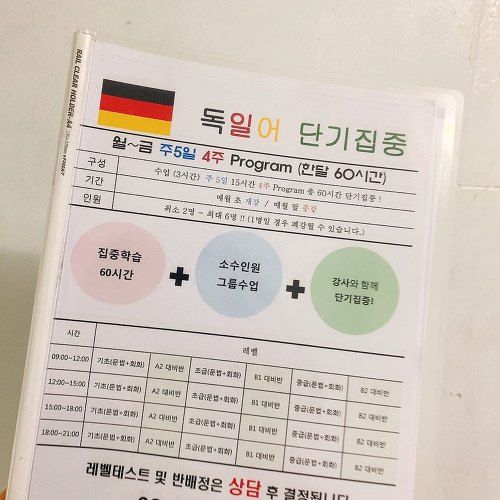 RAIL CLEAR HOLDER-A4
독일어 단기집중
월~금 주5일 4주 Program (한달 60시간)
구성 수업 (3시간) 주 5일 15시간 4주 Program 총 60시간 단기집중 !
기간 매월 초 개강 / 매월 말 종강
인원 최소 2명 ~ 최대 6명 !! (1명일 경우 폐강될 수 있습니다.)
집중학습
60시간
+
소수인원
그룹수업
+
강사와 함께
단기집중!
시간 레벨
09:00~12:00 기초(문법+회화) A2 대비반 초급(문법+회화) B1 대비반 중급(문법+회화) B2 대비반
12:00~15:00 기초(문법+회화) A2 대비반 초급(문법+회화) B1 대비반 중급(문법+회화) B2 대비반
15:00~18:00 기초(문법+회화) A2 대비반 초급(문법+회화) B1 대비반 중급(문법+회화) B2 대비반
18:00~21:00 기초(문법+회화) A2 대비반 초급(문법+회화) B1 대비반 중급(문법+회화) B2 대비반
레벨테스트 및 반배정은 상담 후 결정됩니다